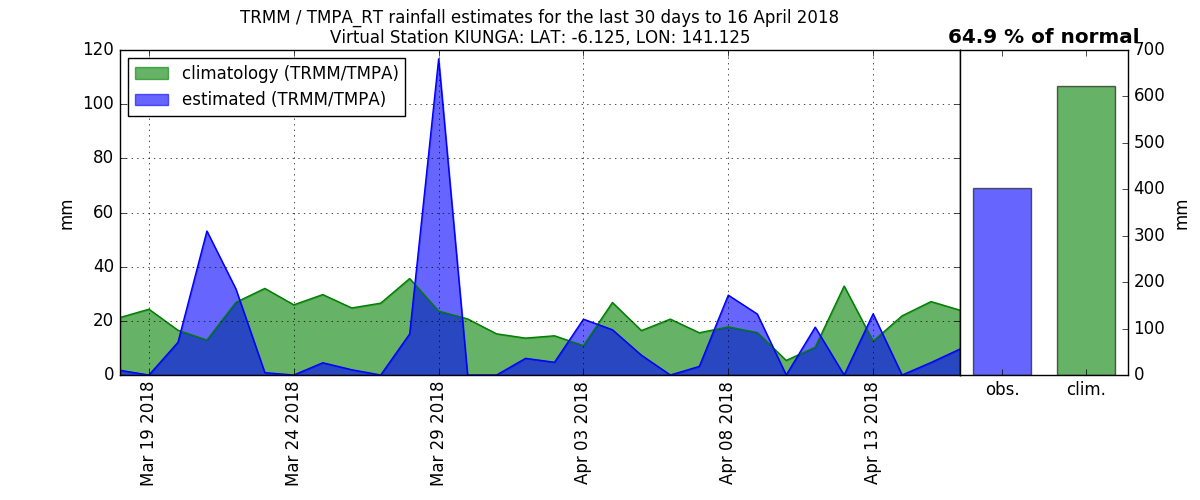 TRMM / TMPA_RT rainfall estimates for the last 30 days to 16 April 2018
Virtual Station KIUNGA: LAT: -6.125, LON: 141.125
64.9 % of normal
climatology (TRMM/TMPA)
estimated (TRMM/TMPA)
mm
120
100
80
60
40
20
0
Mar 19 2018
Mar 24 2018
Mar 29 2018
Apr 03 2018
Apr 08 2018
Apr 13 2018
obs.
clim.
700
600
500
400
300
200
100
0
mm